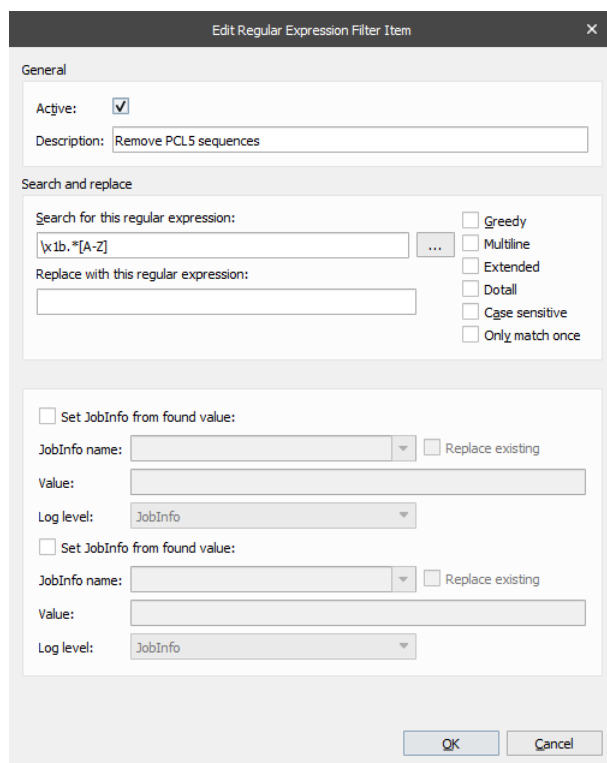 Edit Regular Expression Filter Item
General
Active:
Description: Remove PCL5 sequences
Search and replace
Search for this regular expression:
\x1b.*[A-Z]
...
Replace with this regular expression:
Greedy
Multiline
Extended
Dotall
Case sensitive
Only match once
Set JobInfo from found value:
JobInfo name:
Replace existing
Value:
Log level: JobInfo
Set JobInfo from found value:
JobInfo name:
Replace existing
Value:
Log level: JobInfo
OK
Cancel